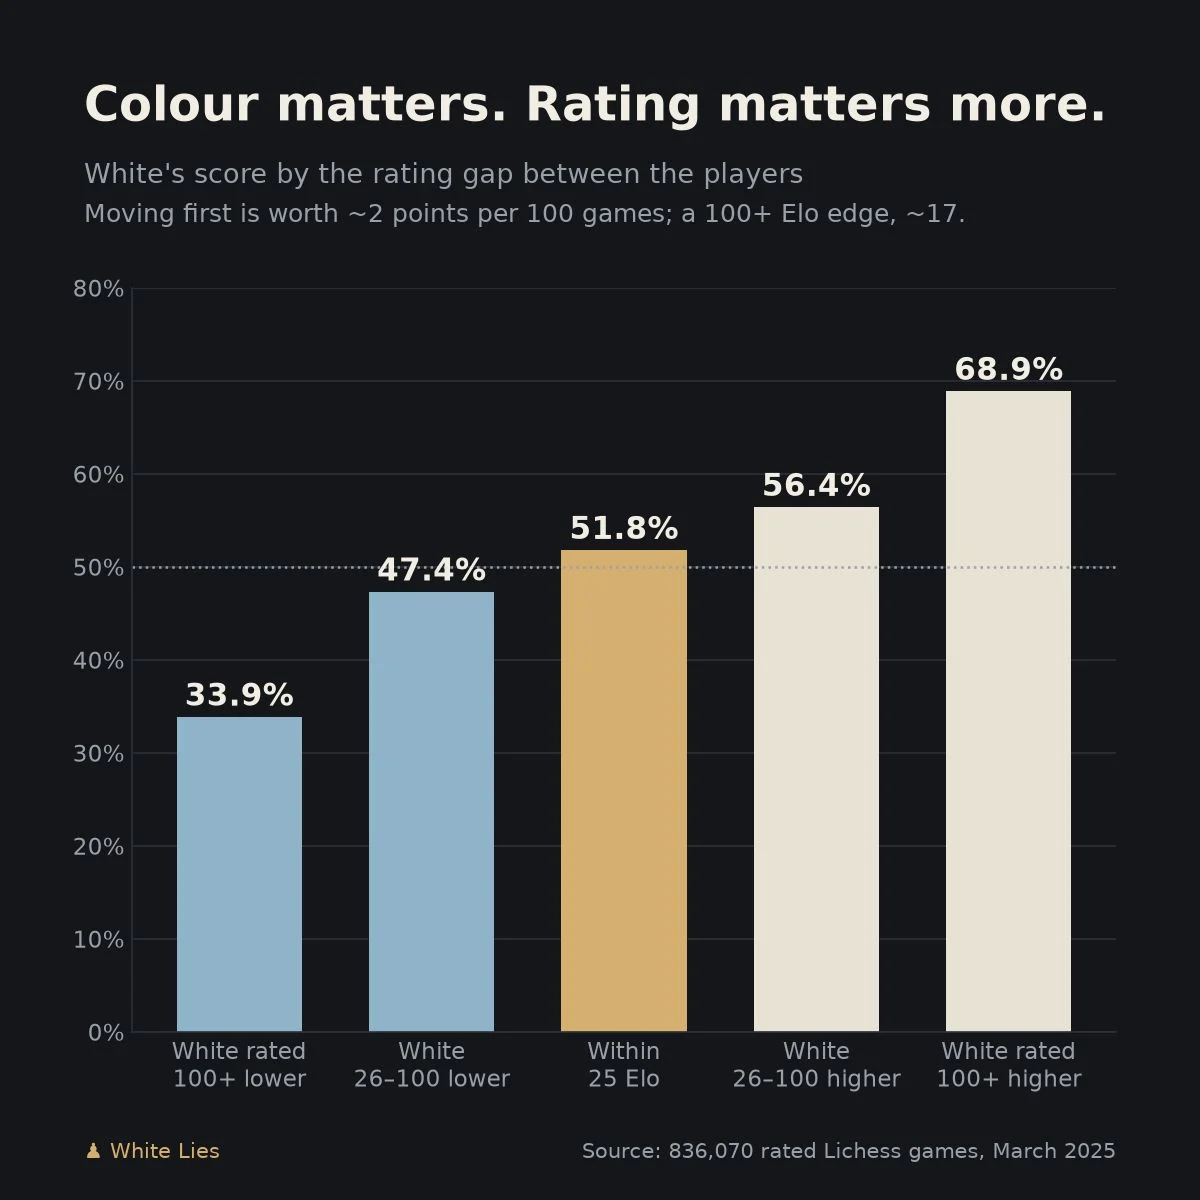 Colour matters. Rating matters more.
White's score by the rating gap between the players
Moving first is worth ~2 points per 100 games; a 100+ Elo edge, ~17.
80%
70%
60%
50%
40%
30%
20%
10%
0%
33.9%
47.4%
51.8%
56.4%
68.9%
White rated
100+ lower
White
26–100 lower
Within
25 Elo
White
26–100 higher
White rated
100+ higher
♟ White Lies
Source: 836,070 rated Lichess games, March 2025